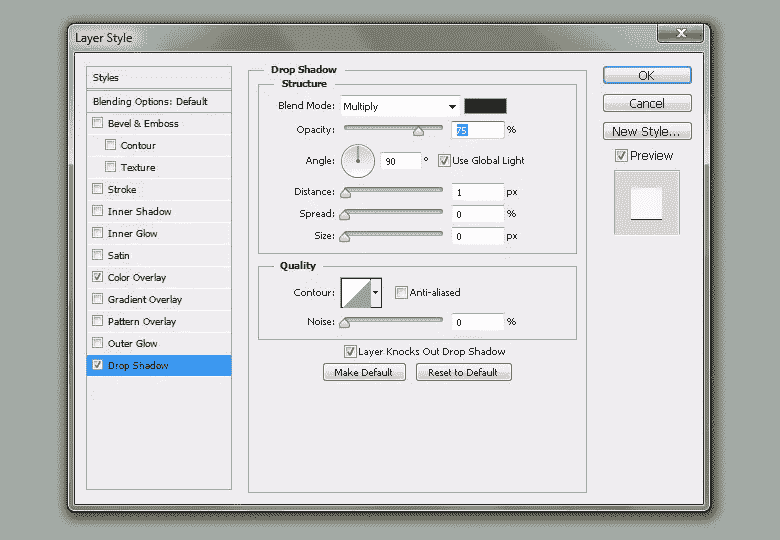 Layer Style
X
Styles
Blending Options: Default
Bevel & Emboss
Contour
Texture
Stroke
Inner Shadow
Inner Glow
Satin
Color Overlay
Gradient Overlay
Pattern Overlay
Outer Glow
Drop Shadow
Drop Shadow
Structure
Blend Mode: Multiply
Opacity: 75 %
Angle: 90 ° Use Global Light
Distance: 1 px
Spread: 0 %
Size: 0 px
Quality
Contour: Anti-aliased
Noise: 0 %
Layer Knocks Out Drop Shadow
Make Default Reset to Default
OK
Cancel
New Style...
Preview